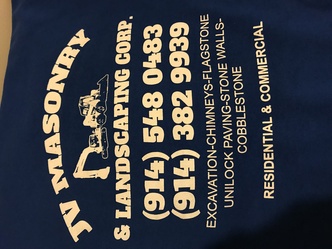 JV MASONRY
& LANDSCAPING CORP.
(914) 548 0483
(914) 382 9939
EXCAVATION-CHIMNEYS-FLAGSTONE
UNILOCK PAVING-STONE WALLS-
COBBLESTONE
RESIDENTIAL & COMMERCIAL